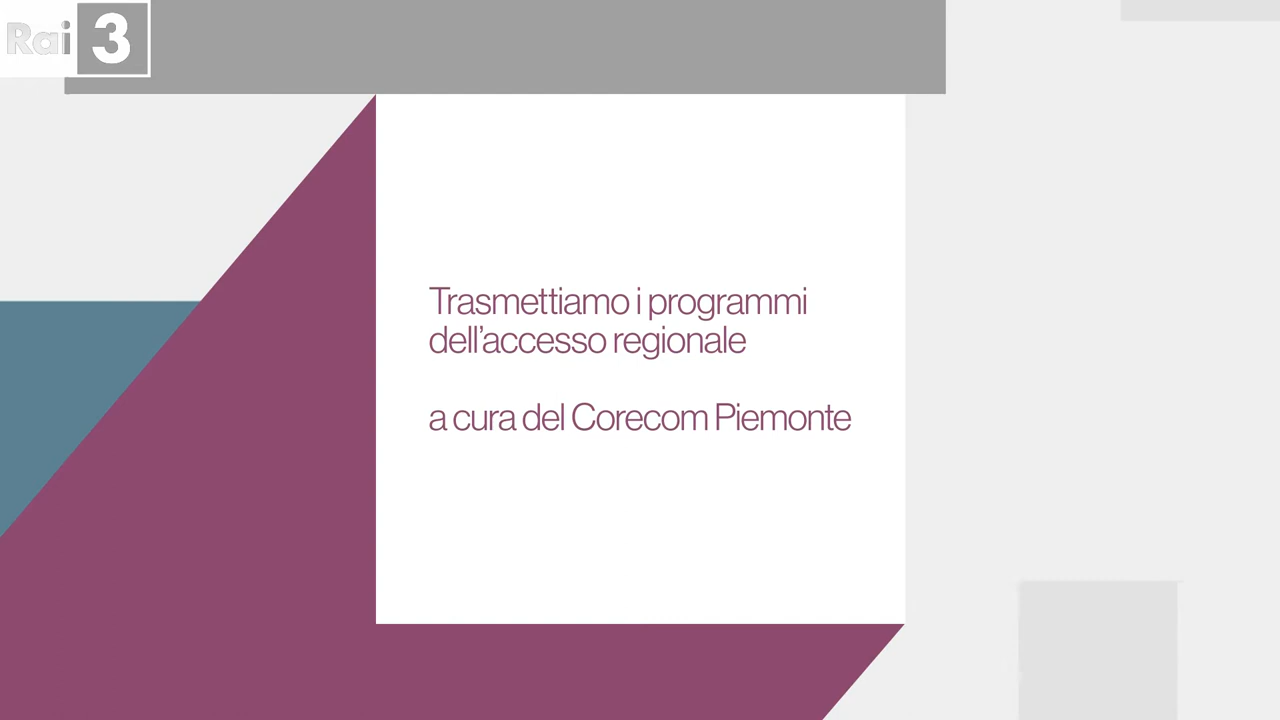 Rai 3
Trasmettiamo i programmi
dell'accesso regionale
a cura del Corecom Piemonte